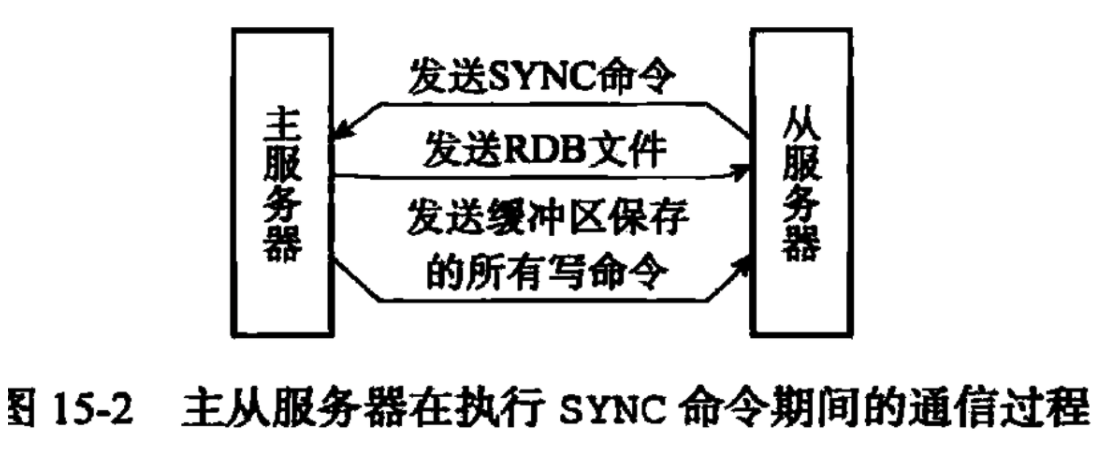 发送SYNC命令
主服务器
发送RDB文件
从服务器
发送缓冲区保存
的所有写命令
图 15-2 主从服务器在执行 SYNC 命令期间的通信过程